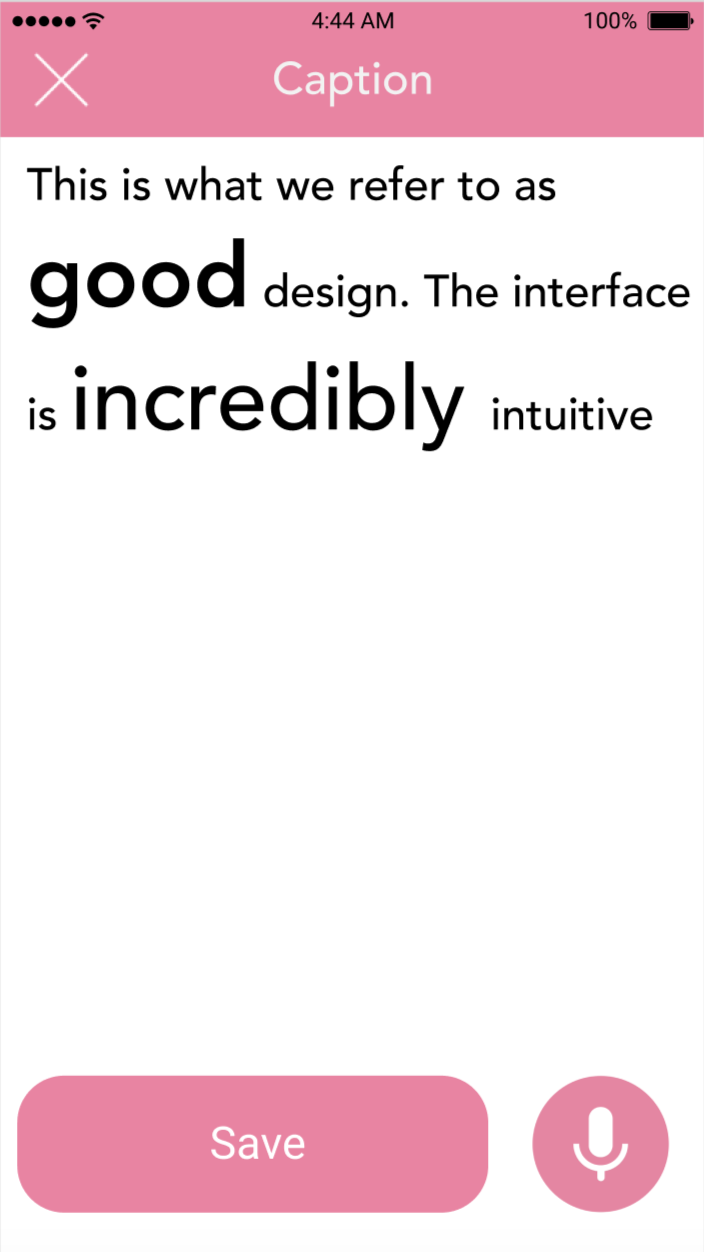 4:44 AM 100%
Caption
This is what we refer to as
good design. The interface
is incredibly intuitive
Save